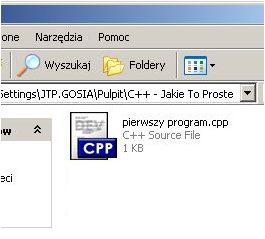 one Narzędzia Pomoc
Wyszukaj Foldery
Settings\JTP.GOSIA\Pulpit\C++ - Jakie To Proste
pierwszy program.cpp
C++ Source File
1 KB
CPP
eci